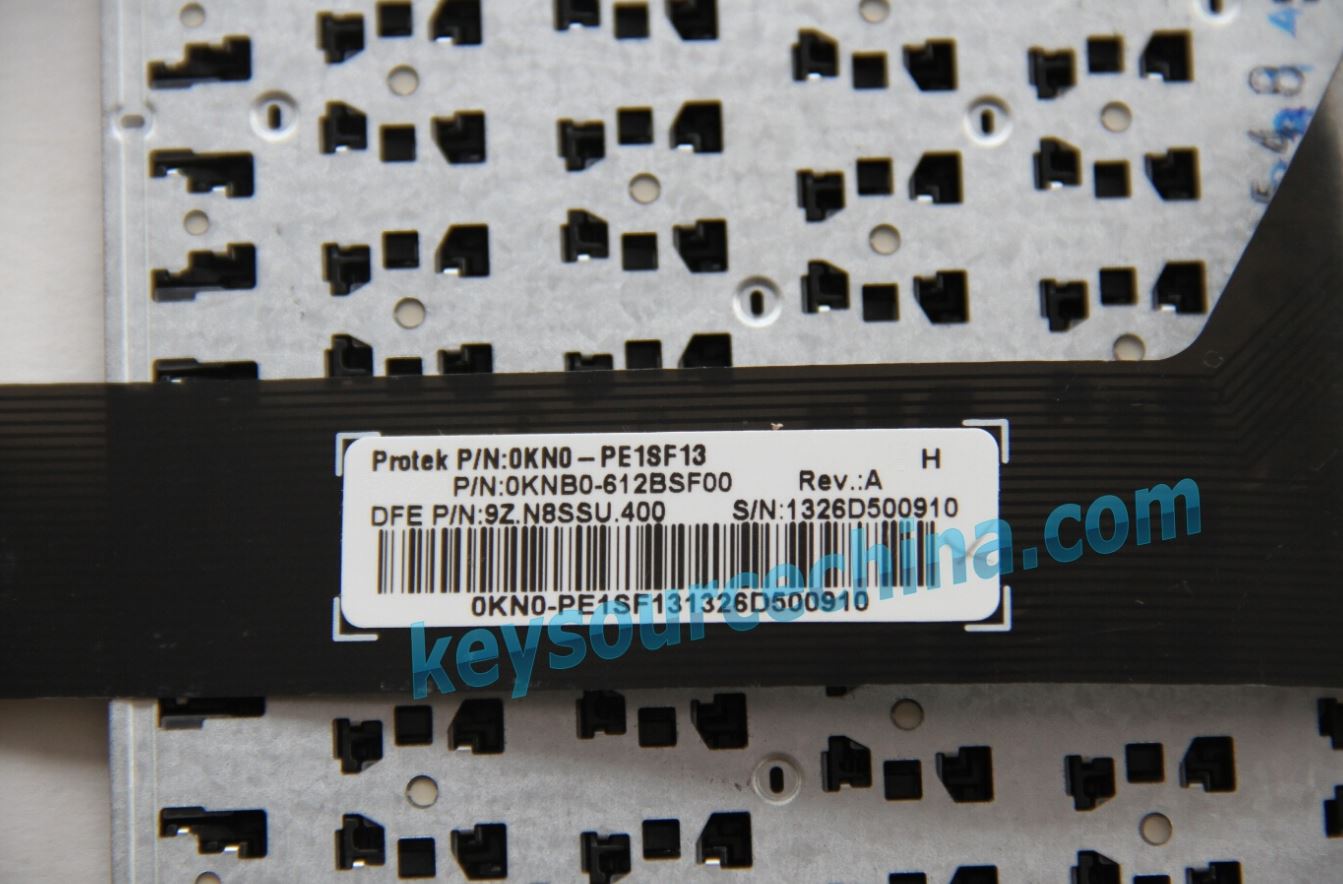 Protek P/N:0KN0-PE1SF13 H
P/N:0KNB0-612BSF00 Rev.:A
DFE P/N:9Z.N8SSU.400 S/N:1326D500910
0KN0-PE1SF131326D500910
keysourcechina.com